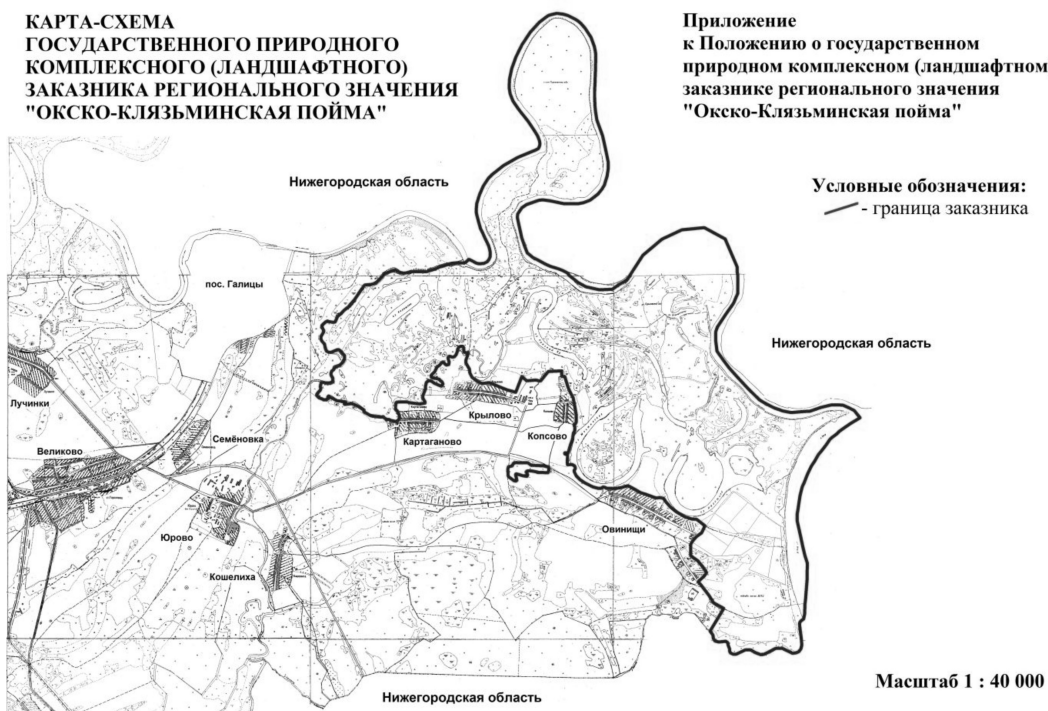 КАРТА-СХЕМА
ГОСУДАРСТВЕННОГО ПРИРОДНОГО
КОМПЛЕКСНОГО (ЛАНДШАФТНОГО)
ЗАКАЗНИКА РЕГИОНАЛЬНОГО ЗНАЧЕНИЯ
"ОКСКО-КЛЯЗЬМИНСКАЯ ПОЙМА"
Приложение
к Положению о государственном
природном комплексном (ландшафтном
заказнике регионального значения
"Окско-Клязьминская пойма"
Условные обозначения:
- граница заказника
Нижегородская область
пос. Галицы
Нижегородская область
Лучинки
Крылово
Семёновка
Картаганово
Копсово
Великово
Овинищи
Юрово
Кошелиха
Нижегородская область
Масштаб 1 : 40 000